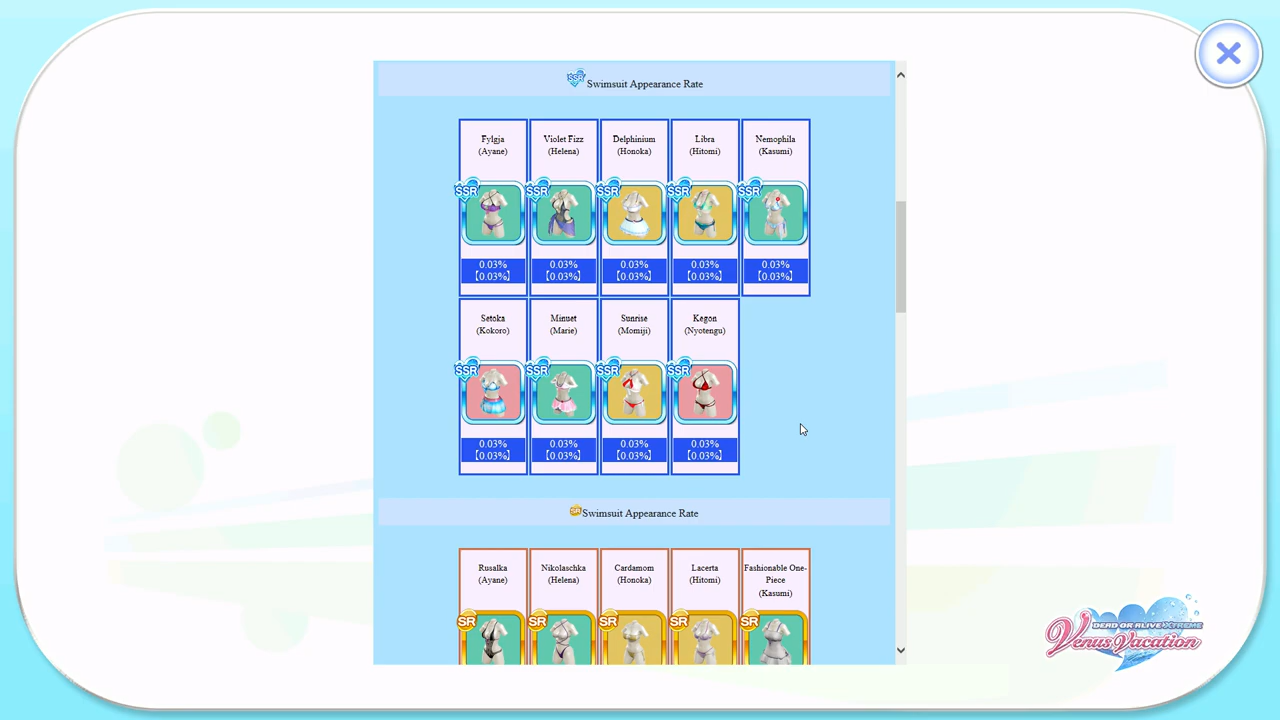 SSR Swimsuit Appearance Rate
Fylgja
(Ayane)
Violet Fizz
(Helena)
Delphinium
(Honoka)
Libra
(Hitomi)
Nemophila
(Kasumi)
SSR
SSR
SSR
SSR
SSR
0.03%
【0.03%】
0.03%
【0.03%】
0.03%
【0.03%】
0.03%
【0.03%】
0.03%
【0.03%】
Setoka
(Kokoro)
Minuet
(Marie)
Sunrise
(Momiji)
Kegon
(Nyotengu)
SSR
SSR
SSR
SSR
0.03%
【0.03%】
0.03%
【0.03%】
0.03%
【0.03%】
0.03%
【0.03%】
SR Swimsuit Appearance Rate
Rusalka
(Ayane)
Nikolaschka
(Helena)
Cardamom
(Honoka)
Lacerta
(Hitomi)
Fashionable One-
Piece
(Kasumi)
SR
SR
SR
SR
SR
DEAD OR ALIVE XTREME
Venus Vacation